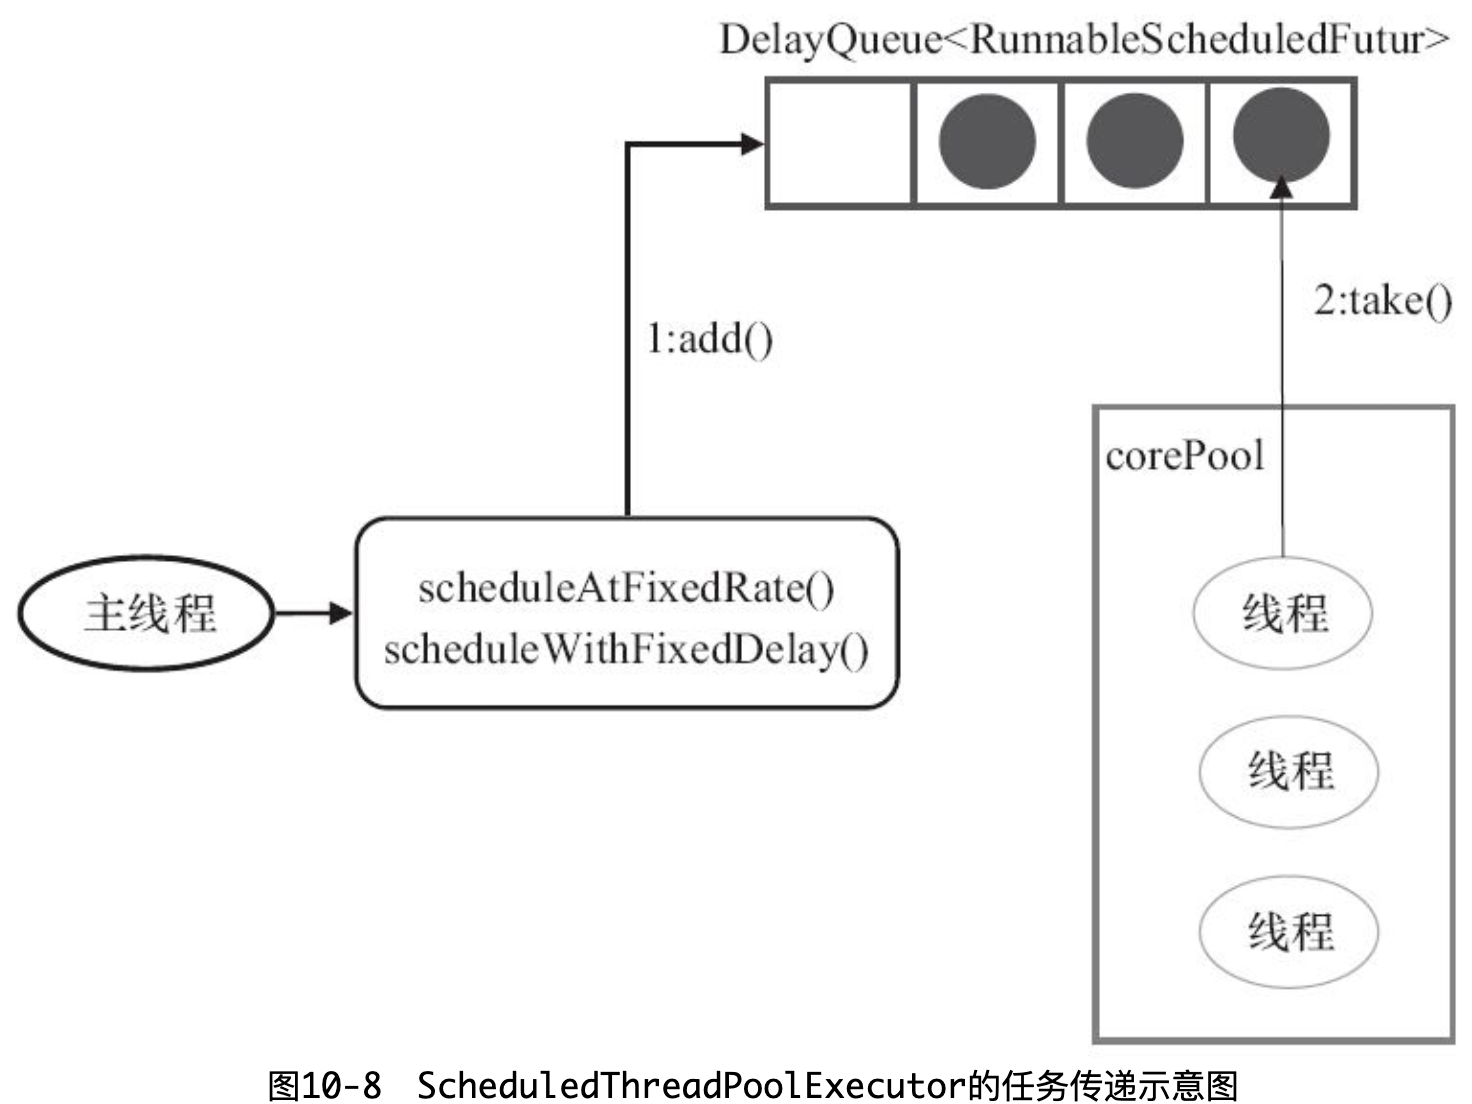 DelayQueue<RunnableScheduledFutur>
1:add()
2:take()
corePool
主线程
scheduleAtFixedRate()
scheduleWithFixedDelay()
线程
线程
线程
图10-8 ScheduledThreadPoolExecutor的任务传递示意图